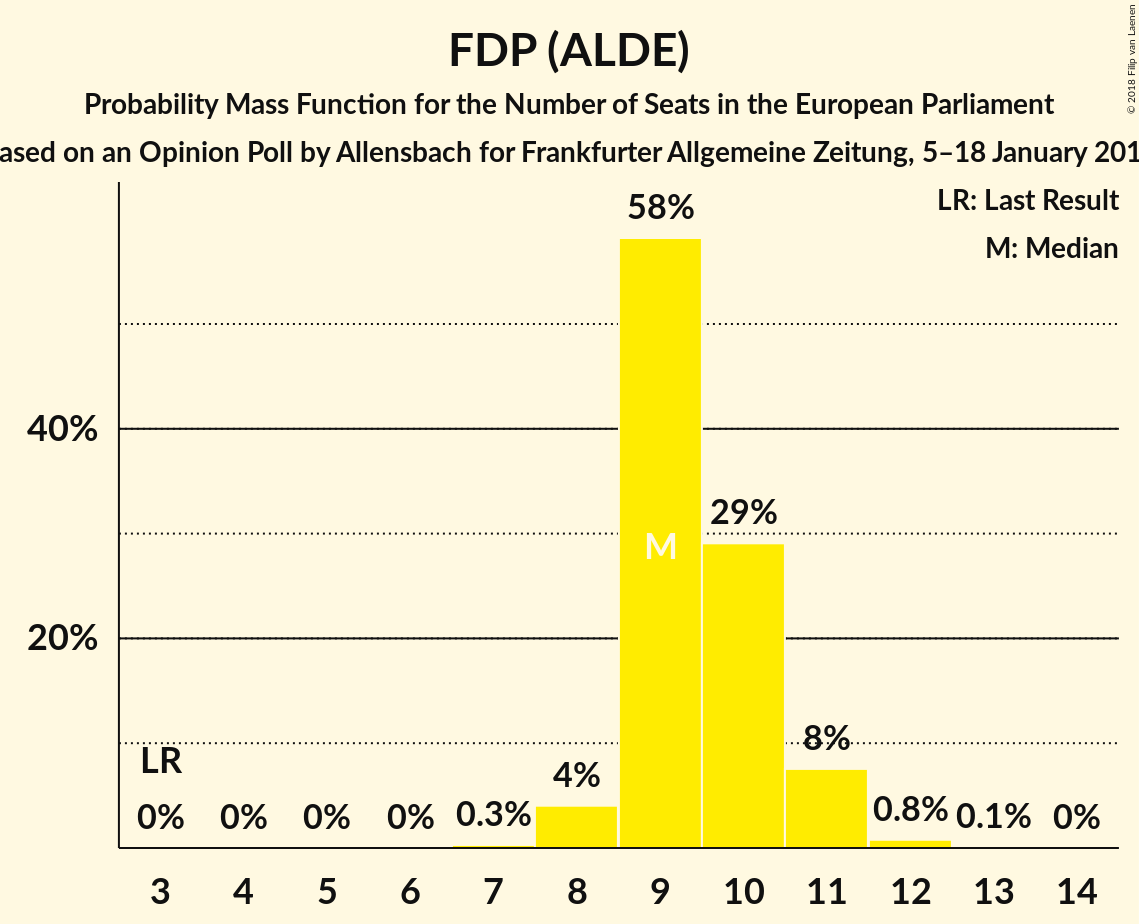 FDP (ALDE)
Probability Mass Function for the Number of Seats in the European Parliament
ased on an Opinion Poll by Allensbach for Frankfurter Allgemeine Zeitung, 5–18 January 201
© 2018 Filip van Laenen
LR: Last Result
M: Median
58%
40%
29%
M
20%
8%
LR
4%
0% 0% 0% 0% 0.3% 0.8% 0.1% 0%
3 4 5 6 7 8 9 10 11 12 13 14